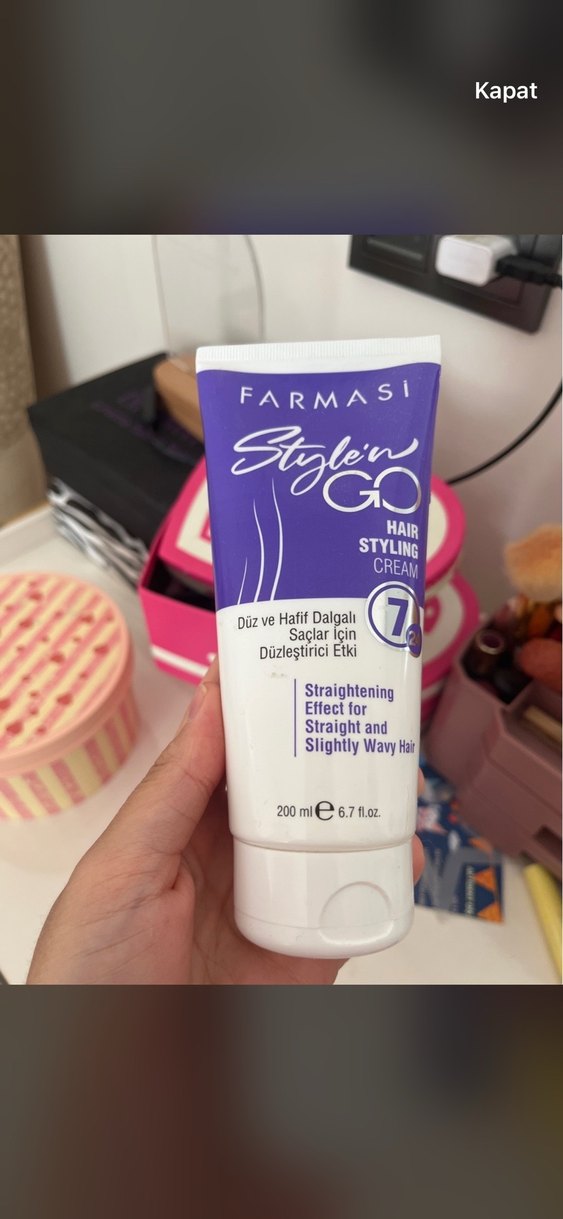 Kapat
FARMASİ
Style'n
GO
HAIR
STYLING
CREAM
7
Düz ve Hafif Dalgalı
Saçlar İçin
Düzleştirici Etki
Straightening
Effect for
Straight and
Slightly Wavy Hair
200 ml e 6.7 fl.oz.